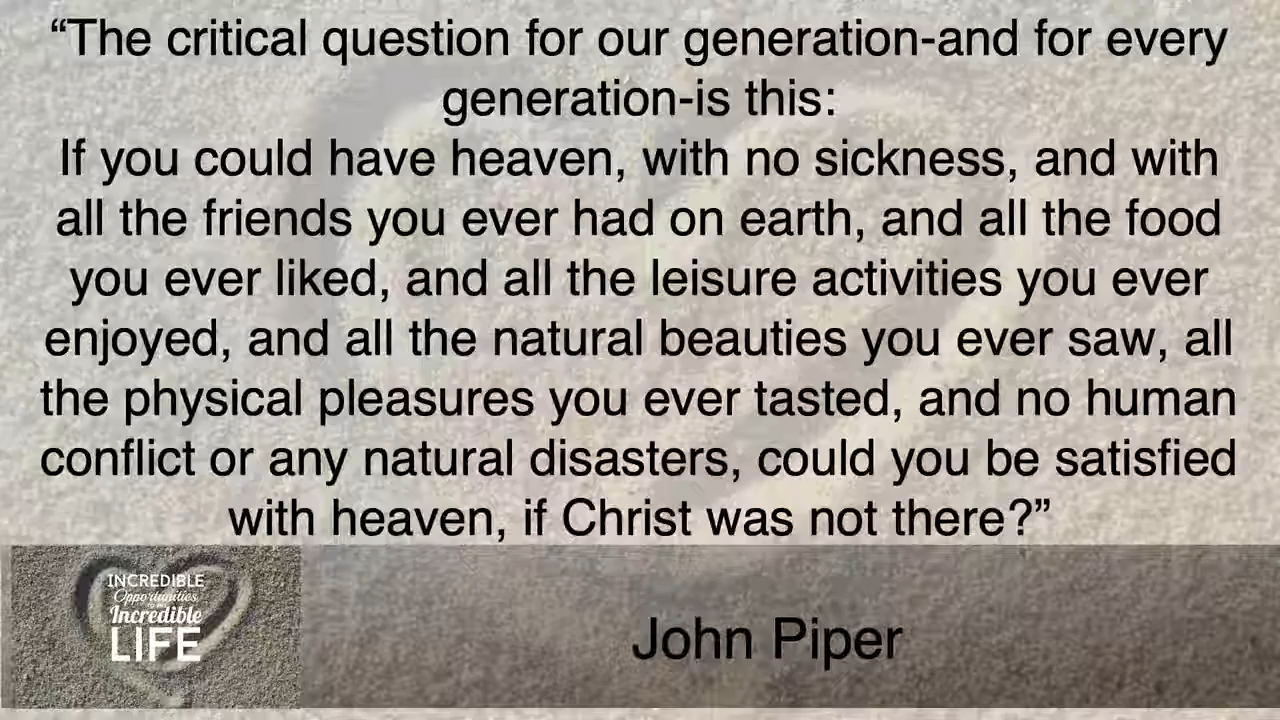 “The critical question for our generation-and for every
generation-is this:
If you could have heaven, with no sickness, and with
all the friends you ever had on earth, and all the food
you ever liked, and all the leisure activities you ever
enjoyed, and all the natural beauties you ever saw, all
the physical pleasures you ever tasted, and no human
conflict or any natural disasters, could you be satisfied
with heaven, if Christ was not there?”
INCREDIBLE
Opportunities
Incredible
LIFE
John Piper